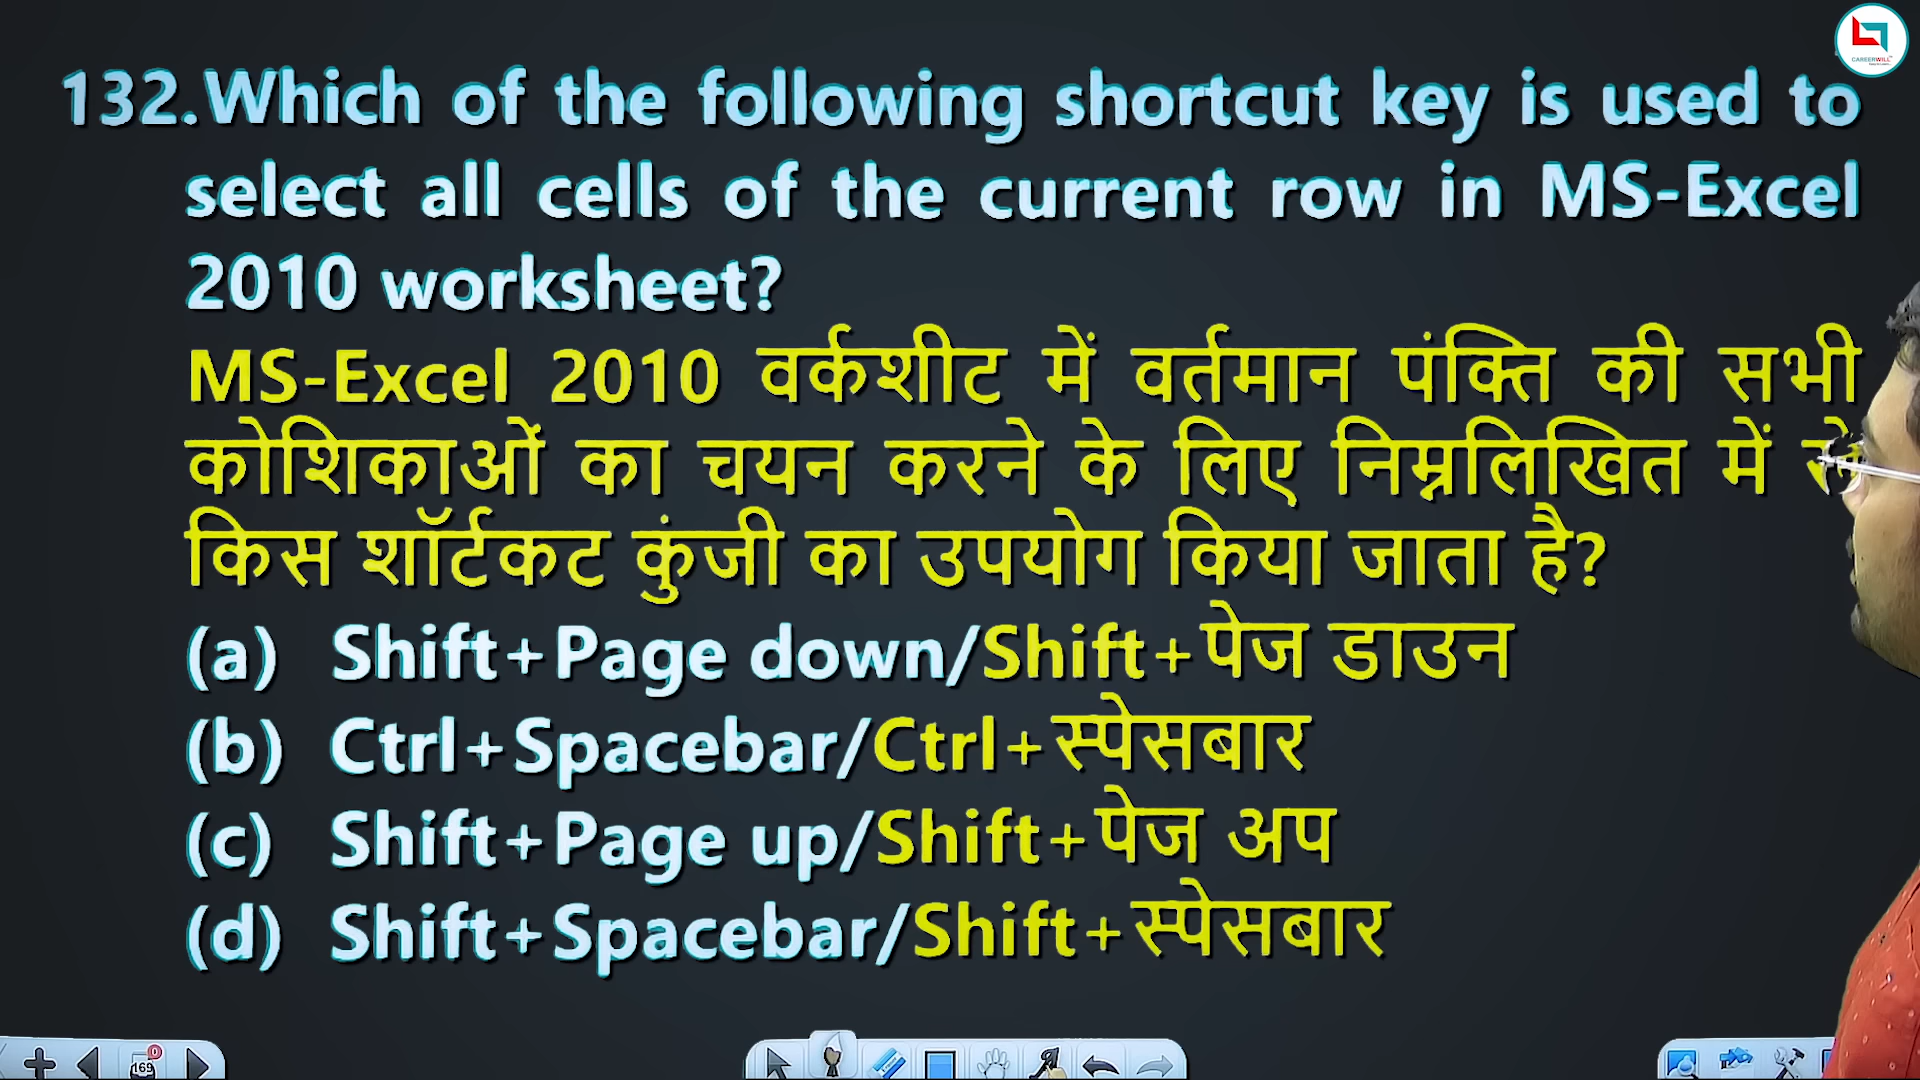 132.Which of the following shortcut key is used to
select all cells of the current row in MS-Excel
2010 worksheet?
MS-Excel 2010 वर्कशीट में वर्तमान पंक्ति की सभी
कोशिकाओं का चयन करने के लिए निम्नलिखित में
किस शॉर्टकट कुंजी का उपयोग किया जाता है?
(a) Shift+Page down/Shift+पेज डाउन
(b) Ctrl+Spacebar/Ctrl+स्पेसबार
(c) Shift+Page up/Shift+पेज अप
(d) Shift+Spacebar/Shift+स्पेसबार
CAREERWILL
169